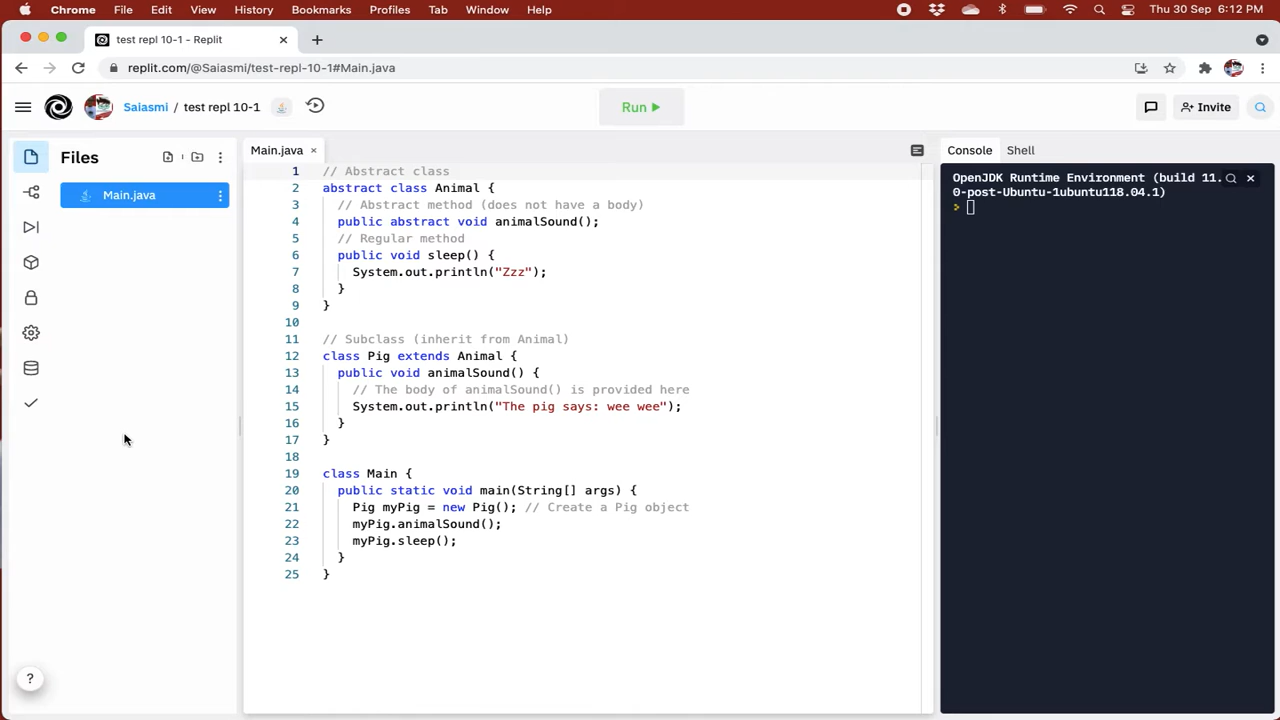 Chrome File Edit View History Bookmarks Profiles Tab Window Help Thu 30 Sep 6:12 PM
test repl 10-1 - Replit
replit.com/@Saiasmi/test-repl-10-1#Main.java
Saiasmi / test repl 10-1 Run Invite
Files
Main.java
Main.java
1 // Abstract class
2 abstract class Animal {
3 // Abstract method (does not have a body)
4 public abstract void animalSound();
5 // Regular method
6 public void sleep() {
7 System.out.println("Zzz");
8 }
9 }
10
11 // Subclass (inherit from Animal)
12 class Pig extends Animal {
13 public void animalSound() {
14 // The body of animalSound() is provided here
15 System.out.println("The pig says: wee wee");
16 }
17 }
18
19 class Main {
20 public static void main(String[] args) {
21 Pig myPig = new Pig(); // Create a Pig object
22 myPig.animalSound();
23 myPig.sleep();
24 }
25 }
Console Shell
OpenJDK Runtime Environment (build 11.
0-post-Ubuntu-1ubuntu118.04.1)
>
?